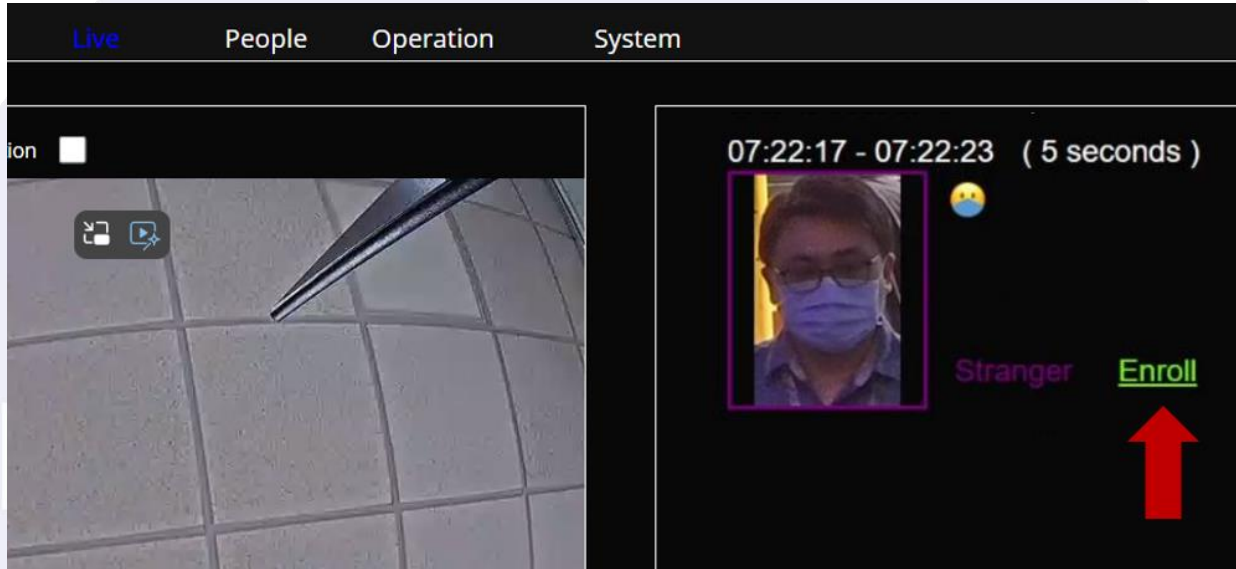 Live People Operation System
ion
07:22:17 - 07:22:23 ( 5 seconds )
Stranger Enroll